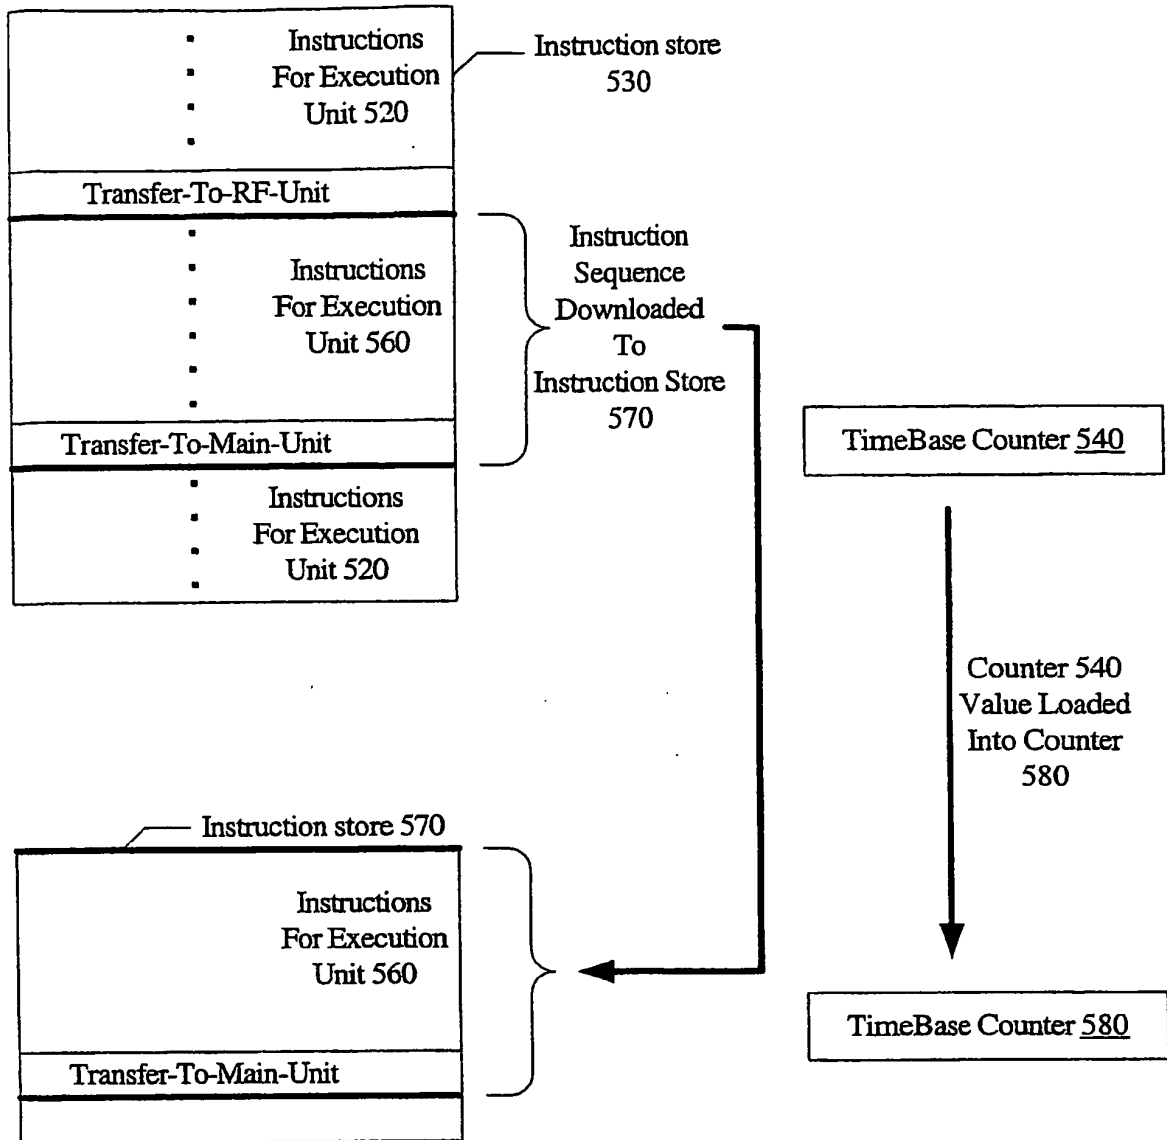 Instructions
For Execution
Unit 520
Instruction store
530
Transfer-To-RF-Unit
Instructions
For Execution
Unit 560
Instruction
Sequence
Downloaded
To
Instruction Store
570
Transfer-To-Main-Unit
Instructions
For Execution
Unit 520
TimeBase Counter 540
Counter 540
Value Loaded
Into Counter
580
Instruction store 570
Instructions
For Execution
Unit 560
Transfer-To-Main-Unit
TimeBase Counter 580